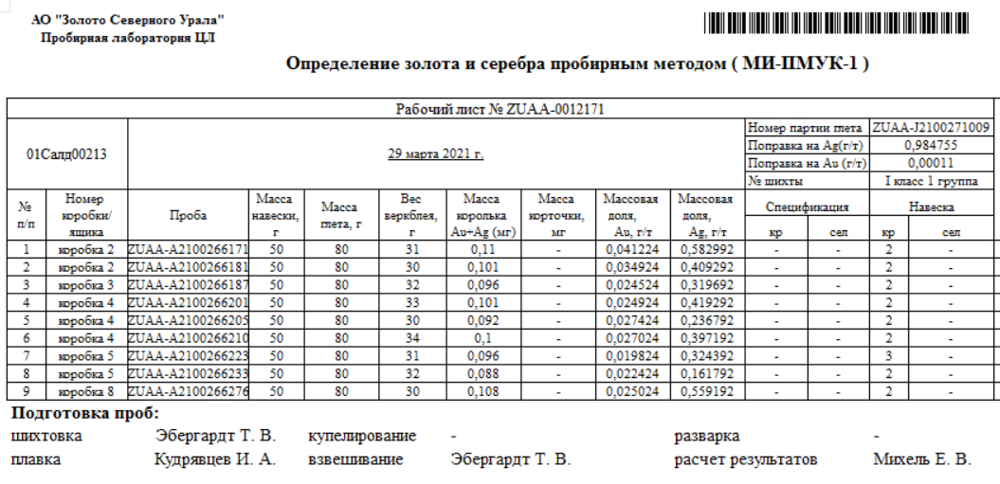 АО "Золото Северного Урала"
Пробирная лаборатория ЦЛ
Определение золота и серебра пробирным методом ( МИ-ПМУК-1 )
Рабочий лист № ZUAA-0012171
01Салд00213 29 марта 2021 г.
Номер партии глета ZUAA-J2100271009
Поправка на Ag(г/т) 0,984755
Поправка на Au (г/т) 0,00011
№ шихты I класс 1 группа
№ п/п Номер коробки/ящика Проба Масса навески, г Масса глета, г Вес веркблея, г Масса королька Au+Ag (мг) Масса корточки, мг Массовая доля, Au, г/т Массовая доля, Ag, г/т Спецификация Навеска
кр сел кр сел
1 коробка 2 ZUAA-A2100266171 50 80 31 0,11 - 0,041224 0,582992 - - 2 -
2 коробка 2 ZUAA-A2100266181 50 80 30 0,101 - 0,034924 0,409292 - - 2 -
3 коробка 3 ZUAA-A2100266187 50 80 32 0,096 - 0,024524 0,319692 - - 2 -
4 коробка 4 ZUAA-A2100266201 50 80 33 0,101 - 0,024924 0,419292 - - 2 -
5 коробка 4 ZUAA-A2100266205 50 80 30 0,092 - 0,027424 0,236792 - - 2 -
6 коробка 4 ZUAA-A2100266210 50 80 34 0,1 - 0,027024 0,397192 - - 2 -
7 коробка 5 ZUAA-A2100266223 50 80 31 0,096 - 0,019824 0,324392 - - 3 -
8 коробка 5 ZUAA-A2100266233 50 80 32 0,088 - 0,022424 0,161792 - - 2 -
9 коробка 8 ZUAA-A2100266276 50 80 30 0,108 - 0,025024 0,559192 - - 2 -
Подготовка проб:
шихтовка Эбергардт Т. В. купелирование - разварка -
плавка Кудрявцев И. А. взвешивание Эбергардт Т. В. расчет результатов Михель Е. В.